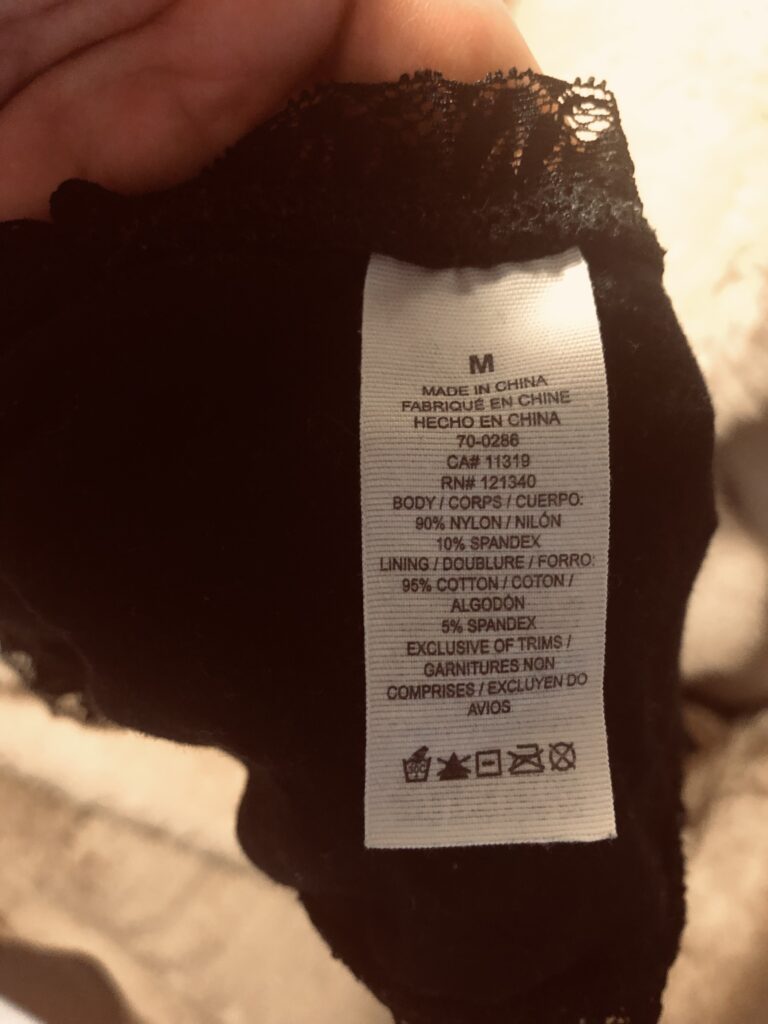 M
MADE IN CHINA
FABRIQUÉ EN CHINE
HECHO EN CHINA
70-0286
CA# 11319
RN# 121340
BODY / CORPS / CUERPO:
90% NYLON / NILÓN
10% SPANDEX
LINING / DOUBLURE / FORRO:
95% COTTON / COTON /
ALGODÓN
5% SPANDEX
EXCLUSIVE OF TRIMS /
GARNITURES NON
COMPRISES / EXCLUYEN DO
AVIOS